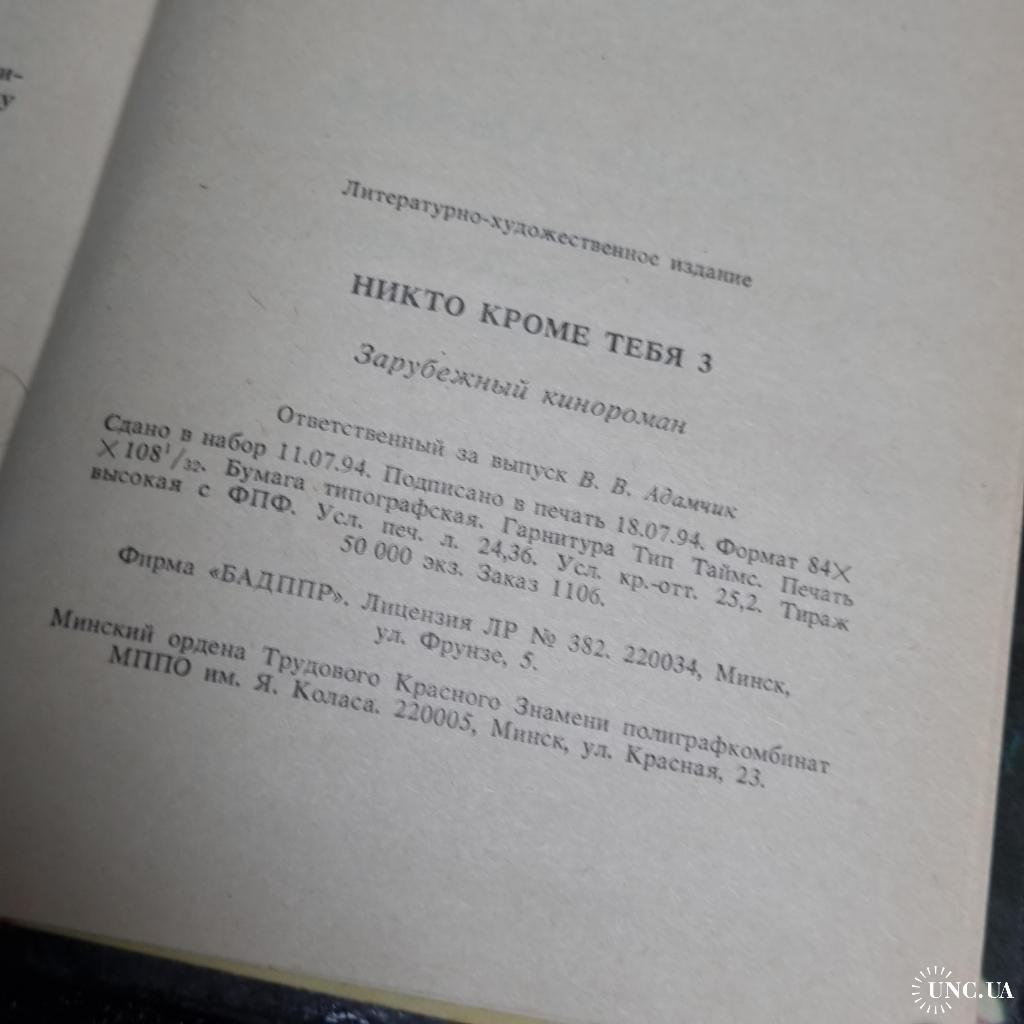 и-
у
Литературно-художественное издание
НИКТО КРОМЕ ТЕБЯ 3
Зарубежный кинороман
Ответственный за выпуск В. В. Адамчик
Сдано в набор 11.07.94. Подписано в печать 18.07.94. Формат 84×
×108¹/₃₂. Бумага типографская. Гарнитура Тип Таймс. Печать
высокая с ФПФ. Усл. печ. л. 24,36. Усл. кр.-отт. 25,2. Тираж
50 000 экз. Заказ 1106.
Фирма «БАДППР». Лицензия ЛР № 382. 220034, Минск,
ул. Фрунзе, 5.
Минский ордена Трудового Красного Знамени полиграфкомбинат
МППО им. Я. Коласа. 220005, Минск, ул. Красная, 23.
UNC.UA